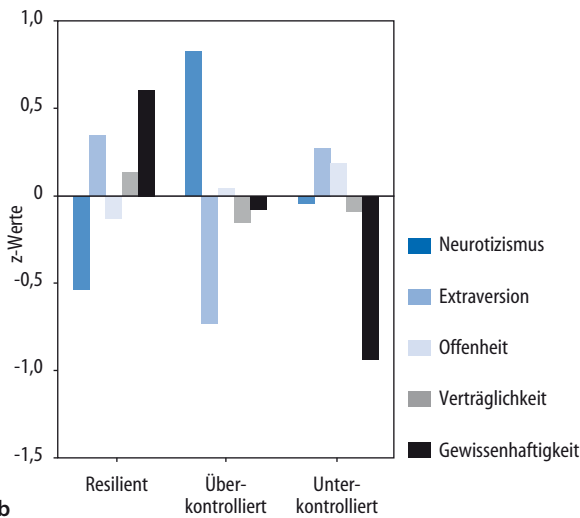 1,0
0,5
0
-0,5
-1,0
-1,5
z-Werte
Neurotizismus
Extraversion
Offenheit
Verträglichkeit
Gewissenhaftigkeit
Resilient
Über-
kontrolliert
Unter-
kontrolliert
b